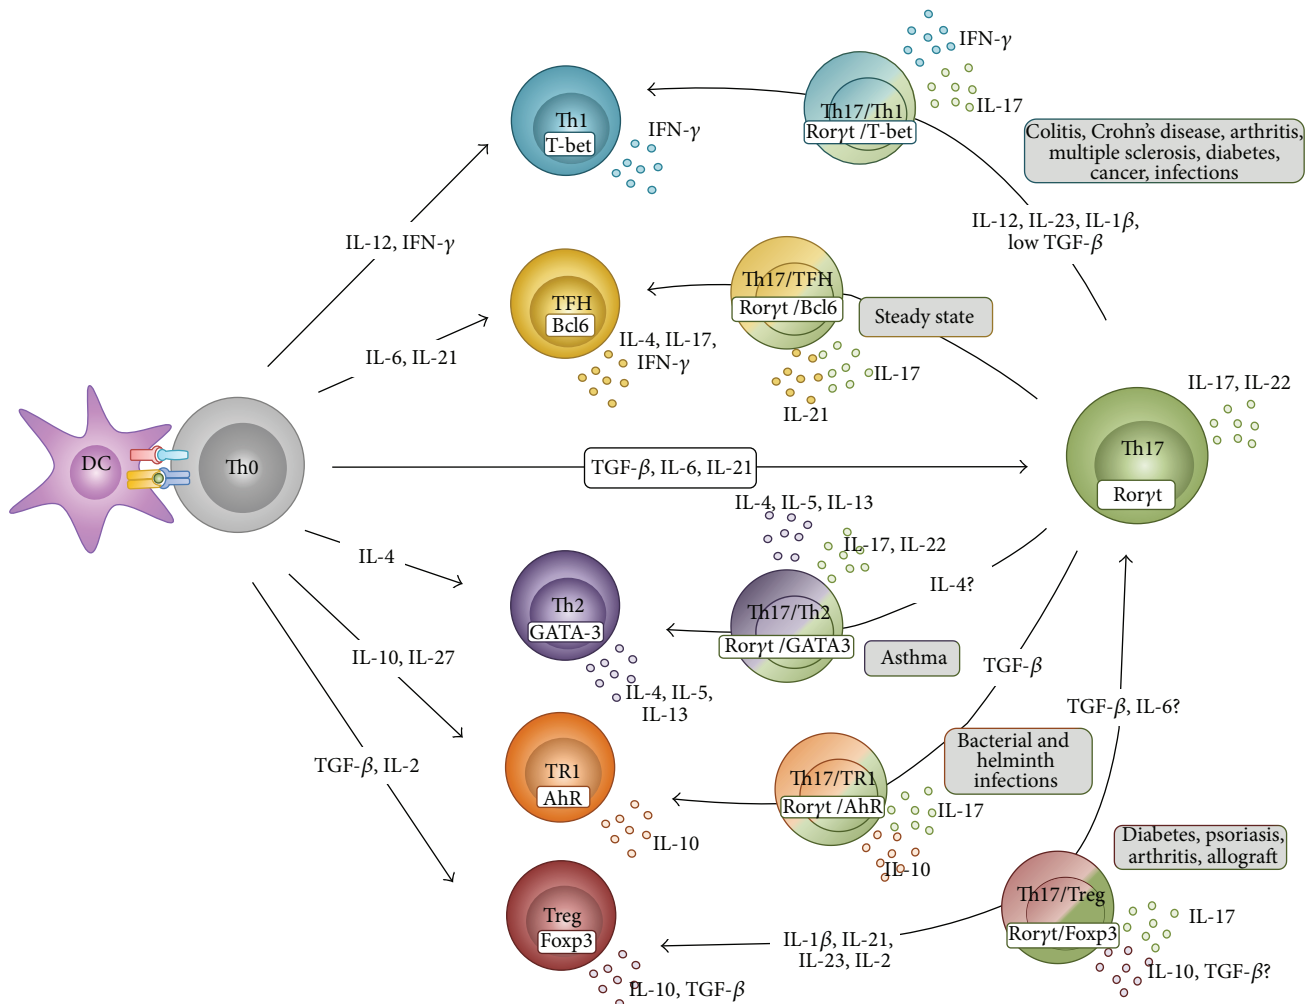 IFN-γ
IL-17
Th17/Th1
Rorγt /T-bet
Colitis, Crohn's disease, arthritis,
multiple sclerosis, diabetes,
cancer, infections
Th1
T-bet
IFN-γ
IL-12, IL-23, IL-1β,
low TGF-β
IL-12, IFN-γ
TFH
Bcl6
IL-4, IL-17,
IFN-γ
Th17/TFH
Rorγt /Bcl6
Steady state
IL-17
IL-21
IL-6, IL-21
IL-17, IL-22
Th17
Rorγt
DC
Th0
TGF-β, IL-6, IL-21
IL-4, IL-5, IL-13
IL-17, IL-22
IL-4
Th2
GATA-3
IL-4, IL-5,
IL-13
Th17/Th2
Rorγt /GATA3
IL-4?
Asthma
IL-10, IL-27
TGF-β
TGF-β, IL-6?
TGF-β, IL-2
TR1
AhR
IL-10
Th17/TR1
Rorγt /AhR
IL-17
IL-10
Bacterial and
helminth
infections
Diabetes, psoriasis,
arthritis, allograft
Treg
Foxp3
IL-10, TGF-β
IL-1β, IL-21,
IL-23, IL-2
Th17/Treg
Rorγt/Foxp3
IL-17
IL-10, TGF-β?